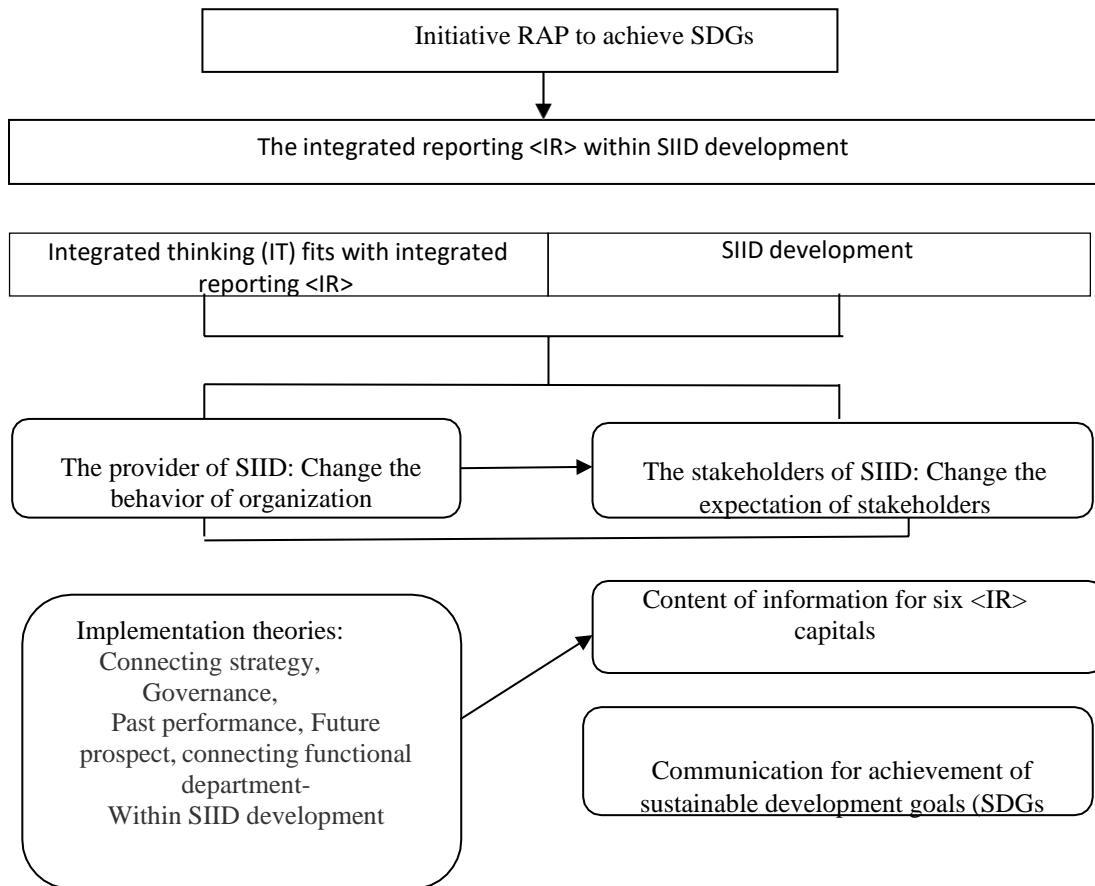 Initiative RAP to achieve SDGs
The integrated reporting <IR> within SIID development
Integrated thinking (IT) fits with integrated
reporting <IR>
SIID development
The provider of SIID: Change the
behavior of organization
The stakeholders of SIID: Change the
expectation of stakeholders
Implementation theories:
Connecting strategy,
Governance,
Past performance, Future
prospect, connecting functional
department-
Within SIID development
Content of information for six <IR>
capitals
Communication for achievement of
sustainable development goals (SDGs